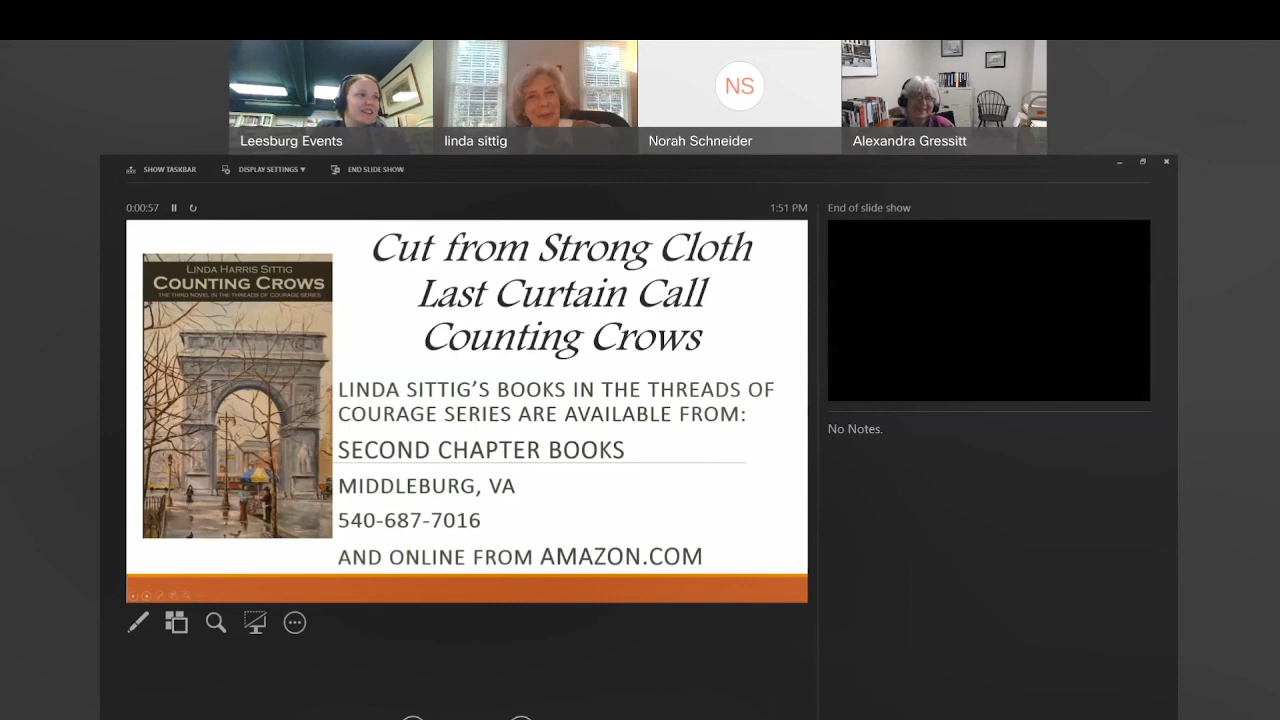 NS
Leesburg Events
linda sittig
Norah Schneider
Alexandra Gressitt
SHOW TASKBAR
DISPLAY SETTINGS ▾
END SLIDE SHOW
0:00:57
1:51 PM
End of slide show
LINDA HARRIS SITTIG
COUNTING CROWS
THE THIRD NOVEL IN THE THREADS OF COURAGE SERIES
Cut from Strong Cloth
Last Curtain Call
Counting Crows
LINDA SITTIG'S BOOKS IN THE THREADS OF
COURAGE SERIES ARE AVAILABLE FROM:
SECOND CHAPTER BOOKS
MIDDLEBURG, VA
540-687-7016
AND ONLINE FROM AMAZON.COM
No Notes.